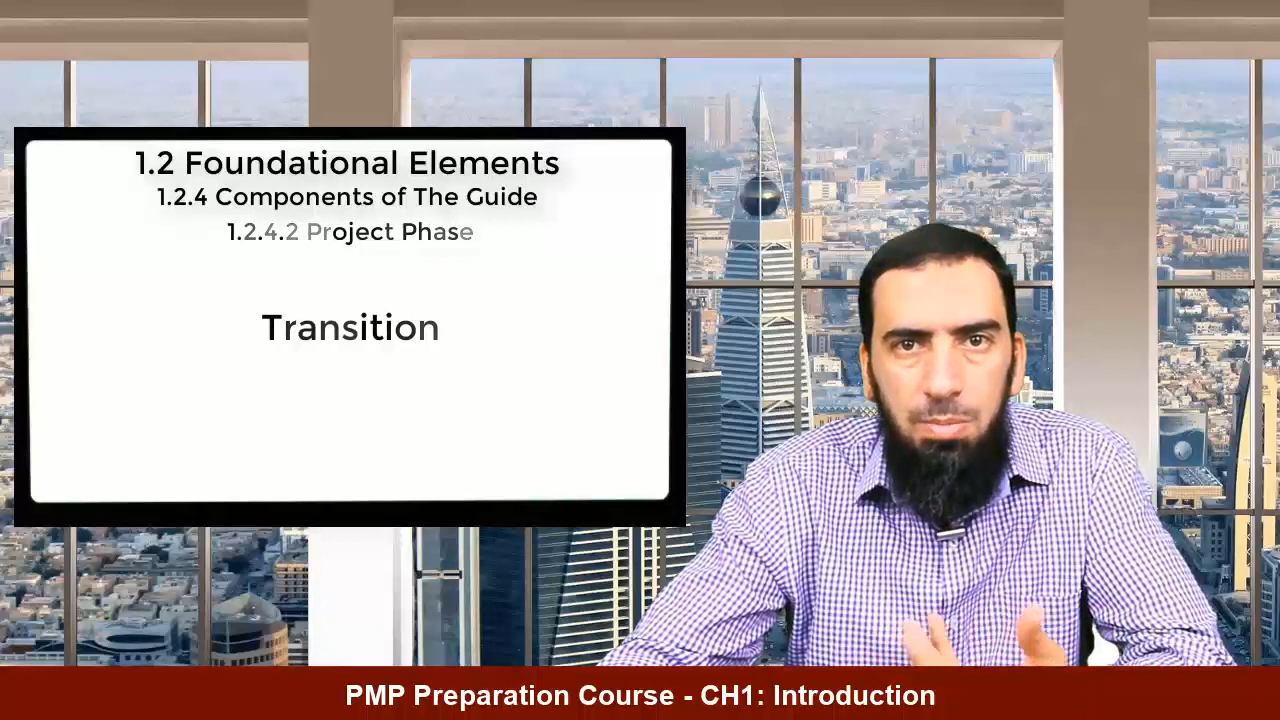 1.2 Foundational Elements
1.2.4 Components of The Guide
1.2.4.2 Project Phase
Transition
PMP Preparation Course - CH1: Introduction